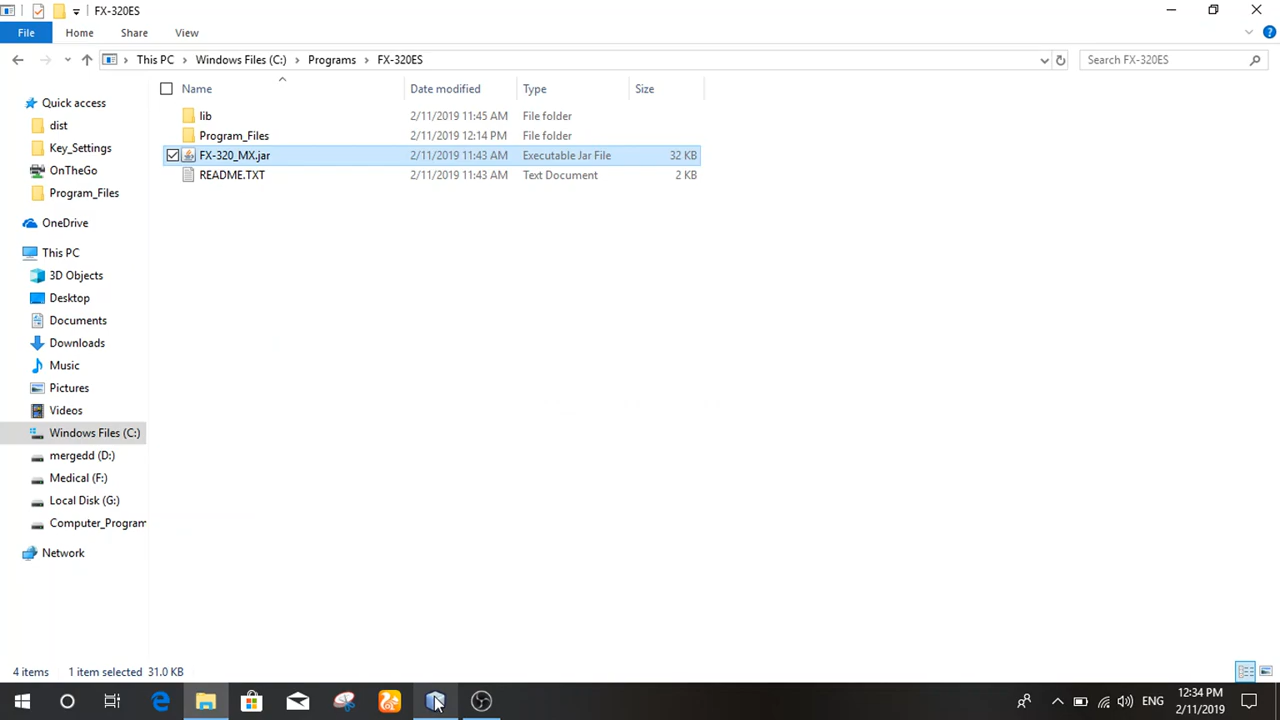 FX-320ES
File Home Share View
This PC Windows Files (C:) Programs FX-320ES Search FX-320ES
Name Date modified Type Size
lib 2/11/2019 11:45 AM File folder
Program_Files 2/11/2019 12:14 PM File folder
FX-320_MX.jar 2/11/2019 11:43 AM Executable Jar File 32 KB
README.TXT 2/11/2019 11:43 AM Text Document 2 KB
Quick access
dist
Key_Settings
OnTheGo
Program_Files
OneDrive
This PC
3D Objects
Desktop
Documents
Downloads
Music
Pictures
Videos
Windows Files (C:)
mergedd (D:)
Medical (F:)
Local Disk (G:)
Computer_Program
Network
4 items 1 item selected 31.0 KB
ENG 12:34 PM
2/11/2019